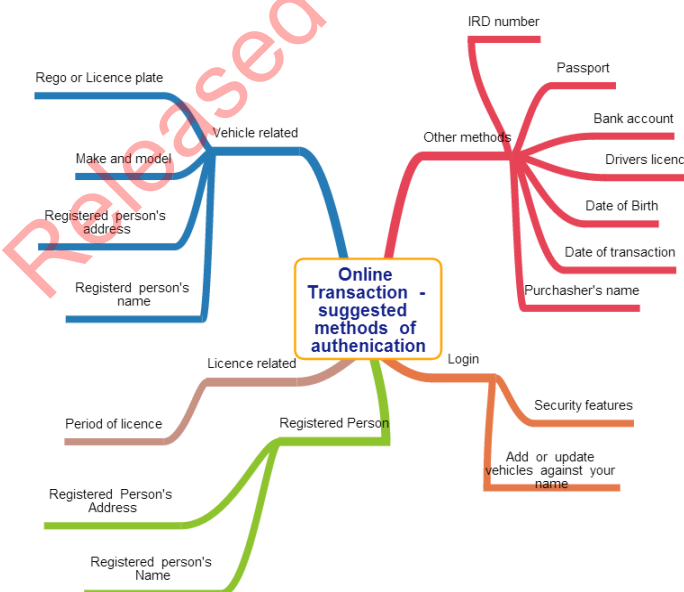 IRD number
Passport
Bank account
Drivers licenc
Date of Birth
Date of transaction
Purchasher's name
Other methods
Vehicle related
Rego or Licence plate
Make and model
Registered person's
address
Registerd person's
name
Online
Transaction -
suggested
methods of
authenication
Licence related
Period of licence
Registered Person
Registered Person's
Address
Registered person's
Name
Login
Security features
Add or update
vehicles against your
name
Released